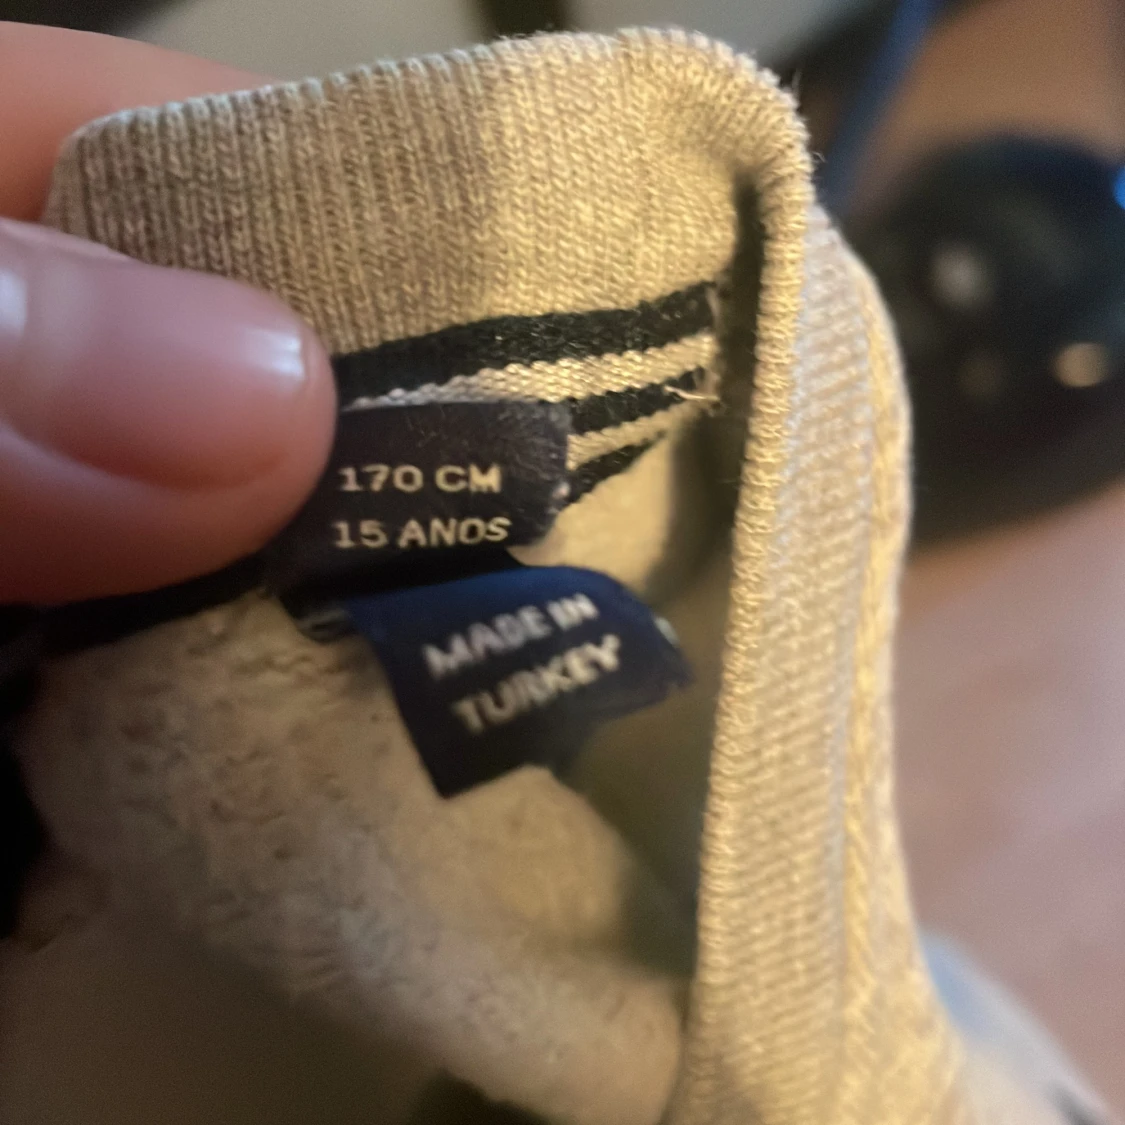 170 CM
15 ANOS
MADE IN
TURKEY